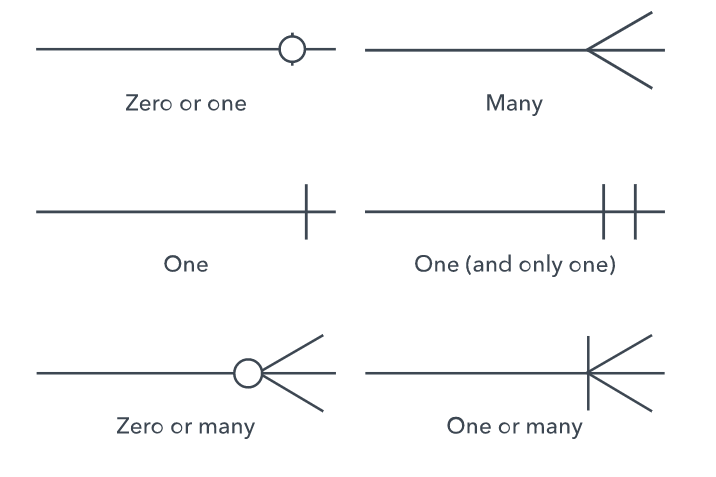 Zero or one
Many
One
One (and only one)
Zero or many
One or many